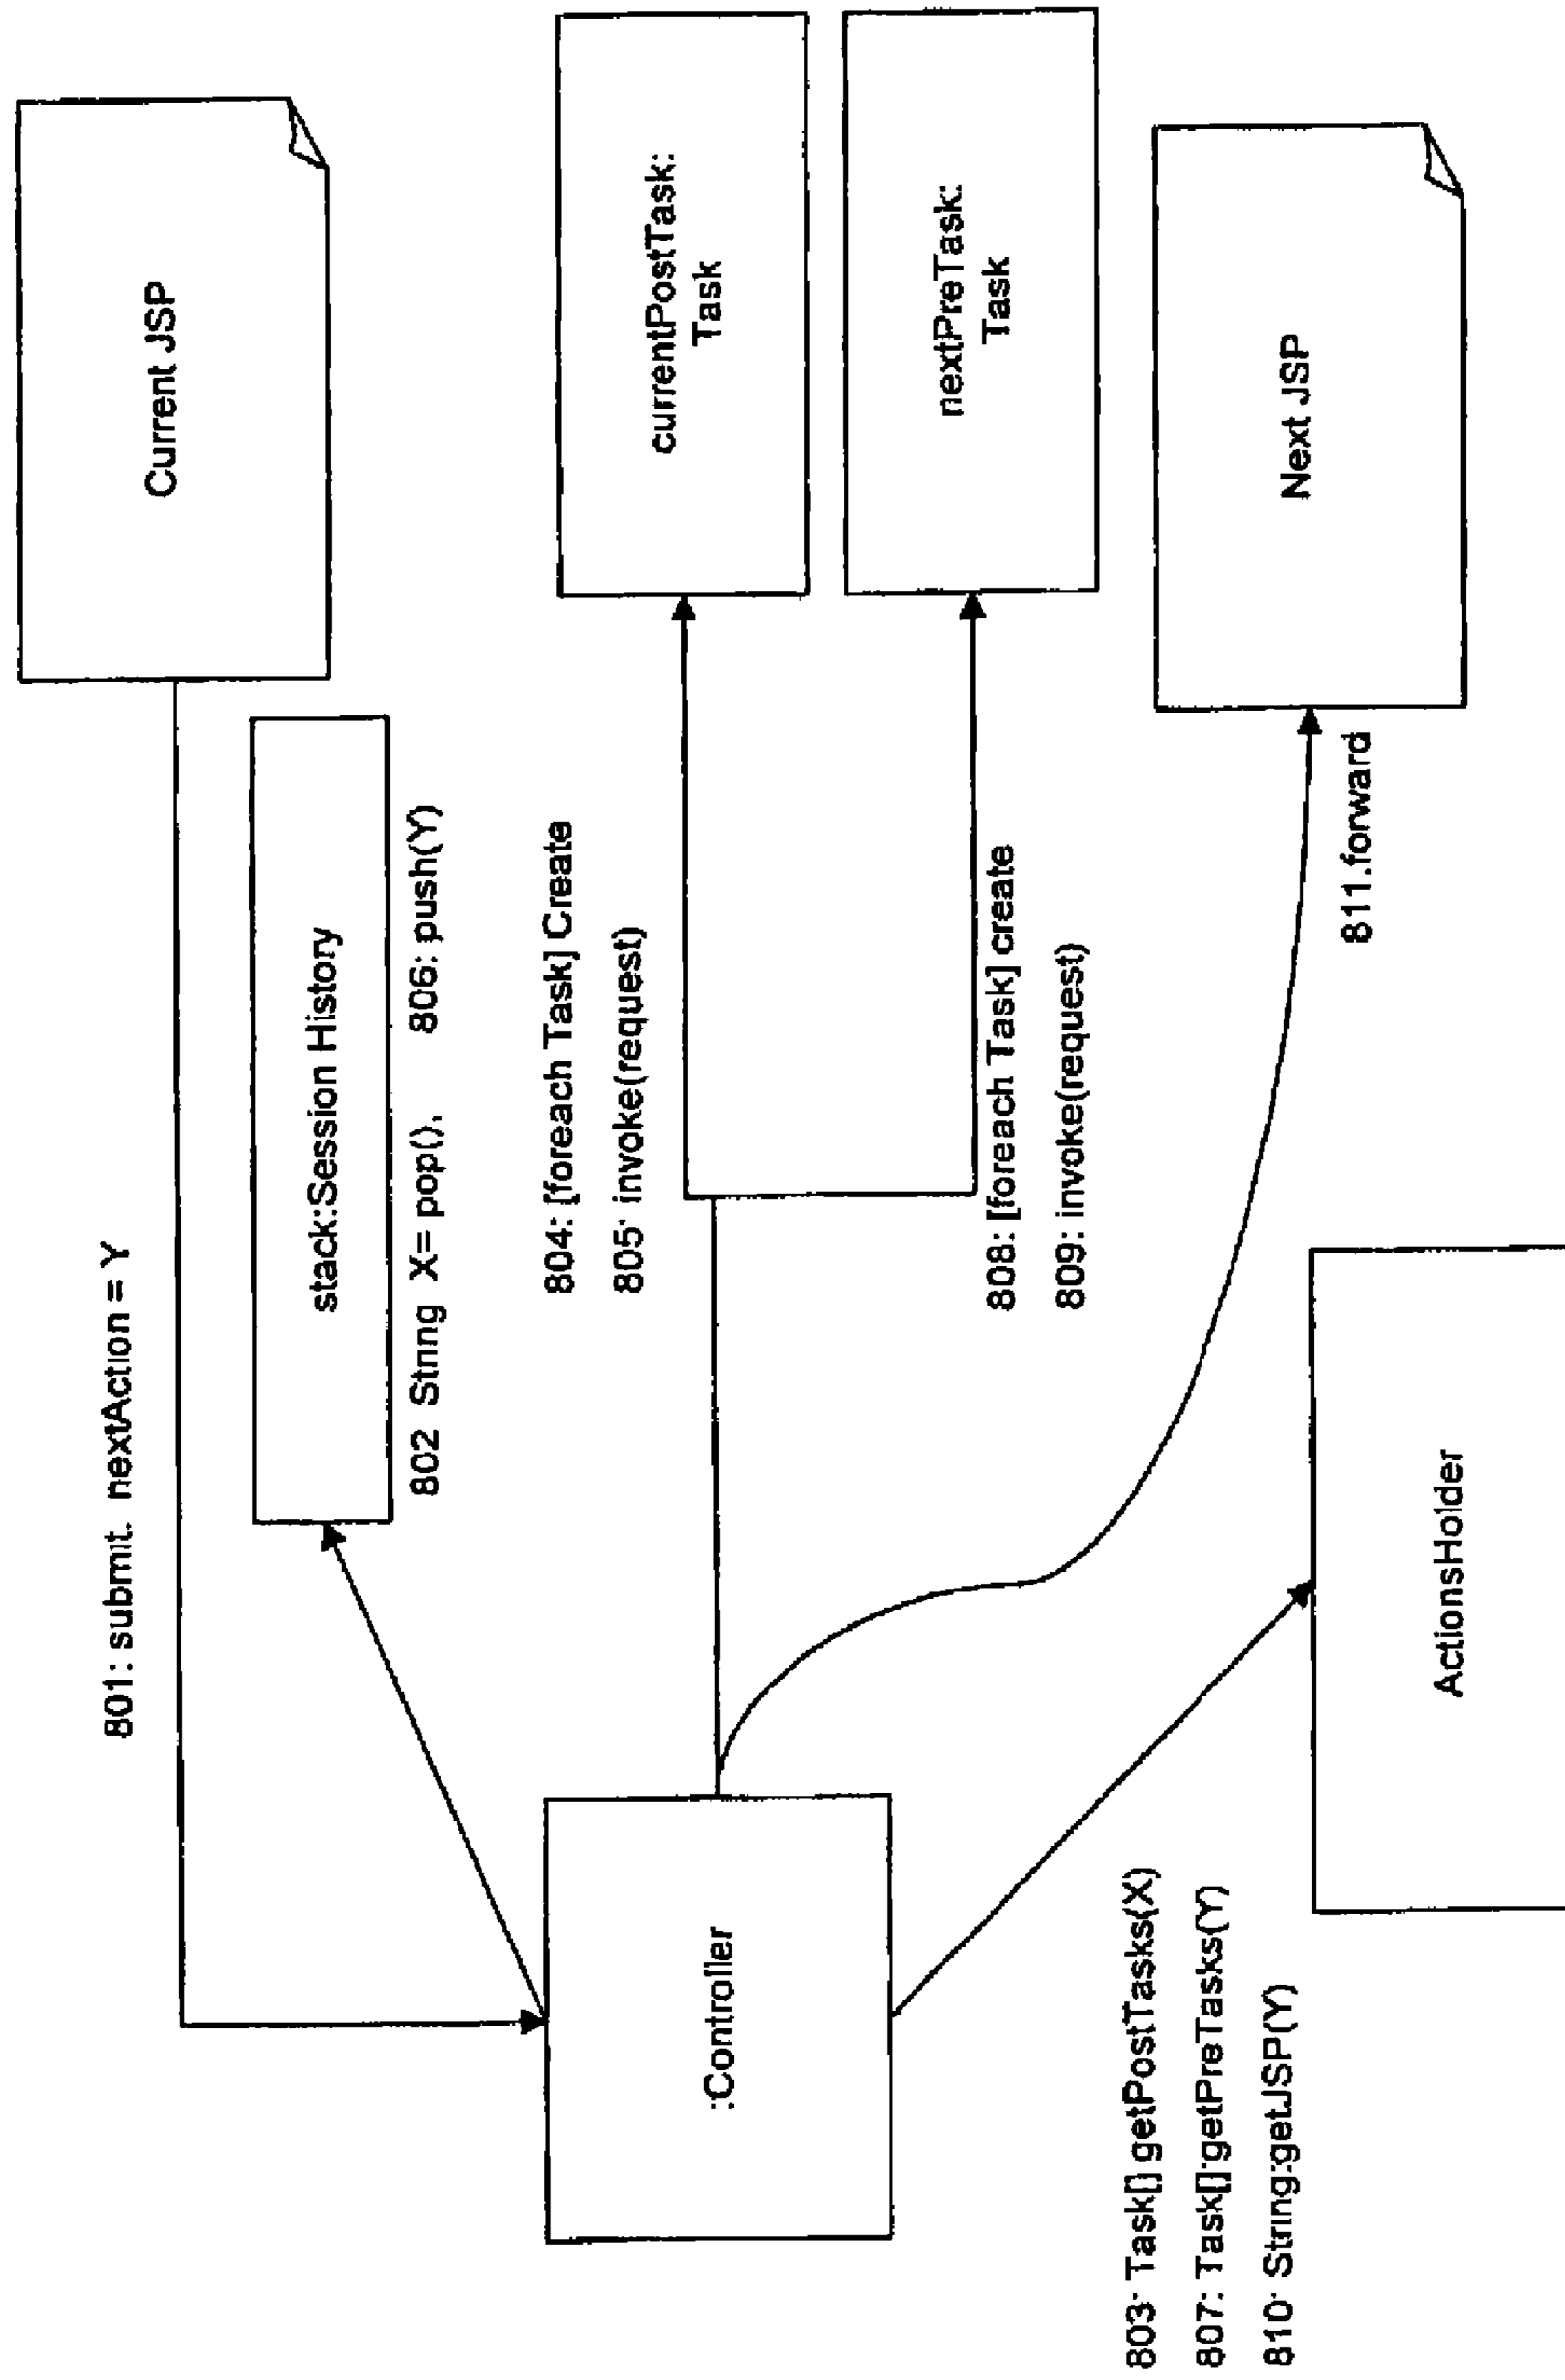 Current JSP
801: submit. nextAction = Y
stack:Session History
802 String X= pop(). 806: push(Y)
804: [foreach Task] Create
805: invoke(request)
currentPostTask:
Task
nextPreTask:
Task
:Controller
808: [foreach Task] create
809: invoke(request)
Next JSP
811.forward
803: Task[] getPostTasks(X)
807: Task[]:getPreTasks(Y)
810: String:getJSP(Y)
ActionsHolder